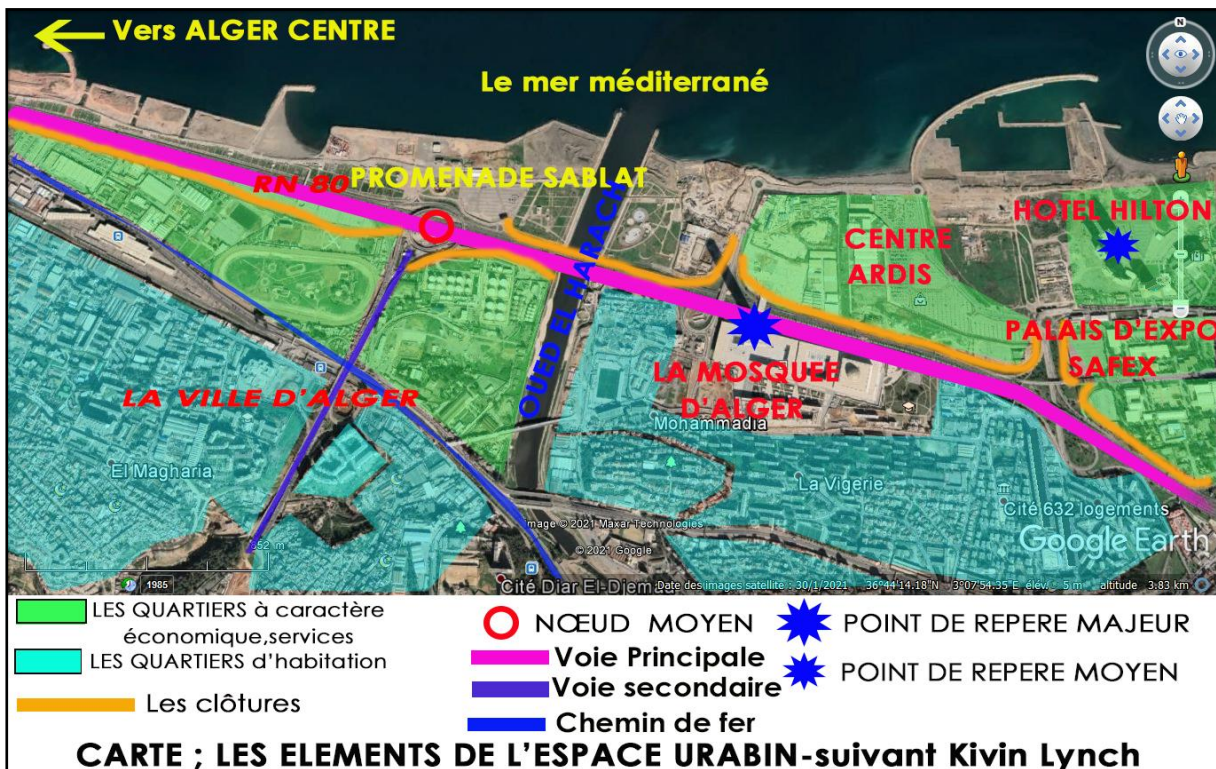 Vers ALGER CENTRE
N
Le mer méditerrané
RN 80
PROMENADE SABLAT
OUED EL HARACH
HOTEL HILTON
CENTRE
ARDIS
PALAIS D'EXPO
SAFEX
LA MOSQUEE
D'ALGER
LA VILLE D'ALGER
Mohammadia
El Magharia
La Vigerie
Cité 632 logements
Image © 2021 Maxar Technologies
© 2021 Google
Google Earth
652 m
1985
Cité Diar El-Djemaa
Date des images satellite : 30/1/2021 36°44'14.18"N 3°07'54.35"E élév. 5 m altitude 3.83 km
LES QUARTIERS à caractère
économique,services
LES QUARTIERS d'habitation
Les clôtures
NŒUD MOYEN
Voie Principale
Voie secondaire
Chemin de fer
POINT DE REPERE MAJEUR
POINT DE REPERE MOYEN
CARTE ; LES ELEMENTS DE L'ESPACE URABIN-suivant Kivin Lynch